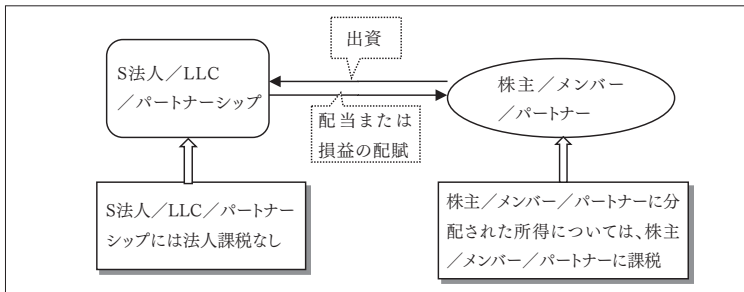 出資
S法人／LLC
／パートナーシップ
株主／メンバー
／パートナー
配当または
損益の配賦
S法人／LLC／パートナー
シップには法人課税なし
株主／メンバー／パートナーに分
配された所得については、株主
／メンバー／パートナーに課税